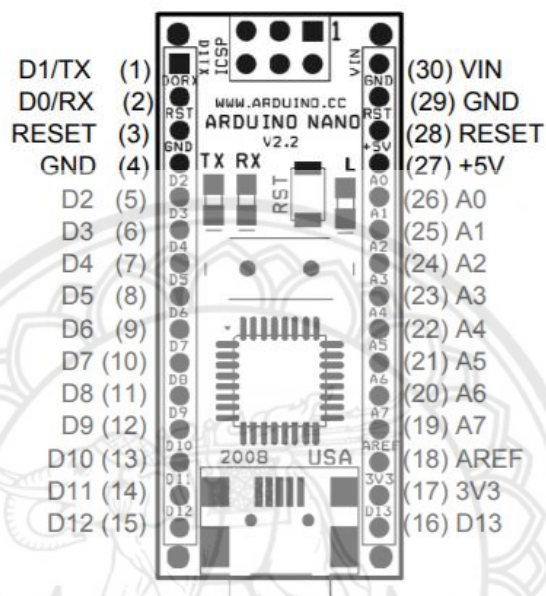 1
D1/TX (1)
D0/RX (2)
RESET (3)
GND (4)
D2 (5)
D3 (6)
D4 (7)
D5 (8)
D6 (9)
D7 (10)
D8 (11)
D9 (12)
D10 (13)
D11 (14)
D12 (15)
D1TX
ICSP
VIN
D0RX
GND
RST
RST
WWW.ARDUINO.CC
ARDUINO NANO
V2.2
GND
+5V
TX RX
RST
L
D2
D3
D4
D5
D6
D7
D8
D9
D10
D11
D12
A0
A1
A2
A3
A4
A5
A6
A7
AREF
3V3
D13
2008 USA
(30) VIN
(29) GND
(28) RESET
(27) +5V
(26) A0
(25) A1
(24) A2
(23) A3
(22) A4
(21) A5
(20) A6
(19) A7
(18) AREF
(17) 3V3
(16) D13